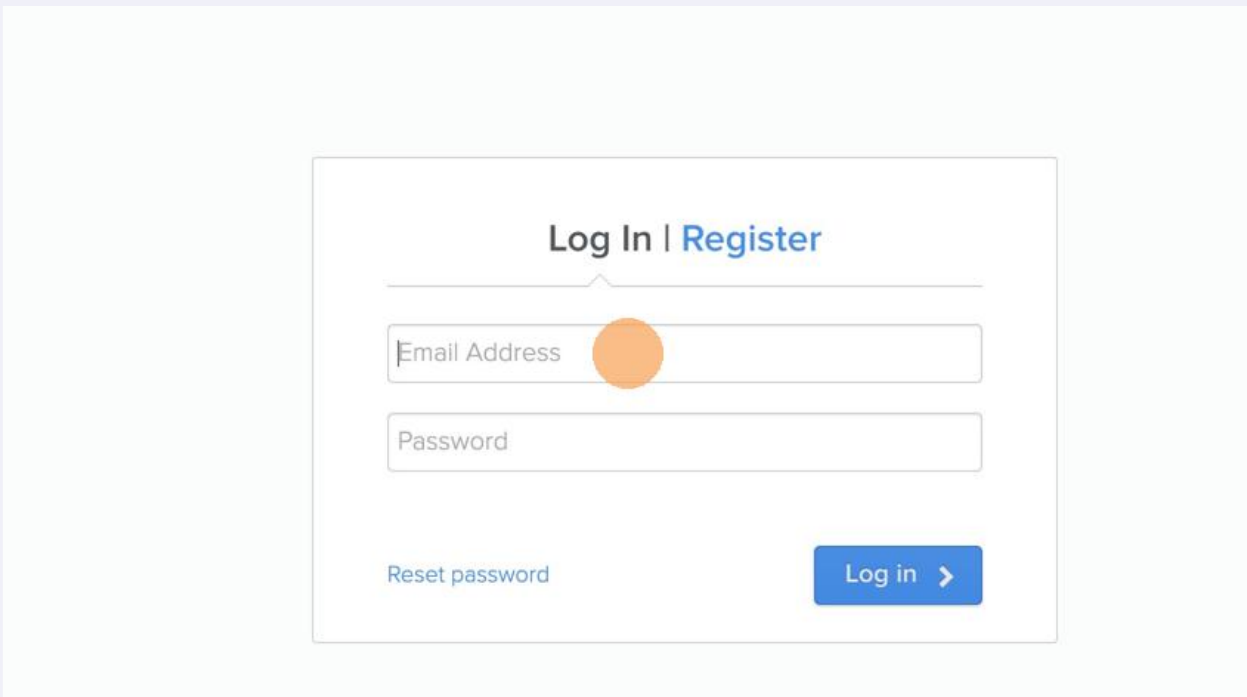 Log In | Register
Email Address
Password
Reset password
Log in